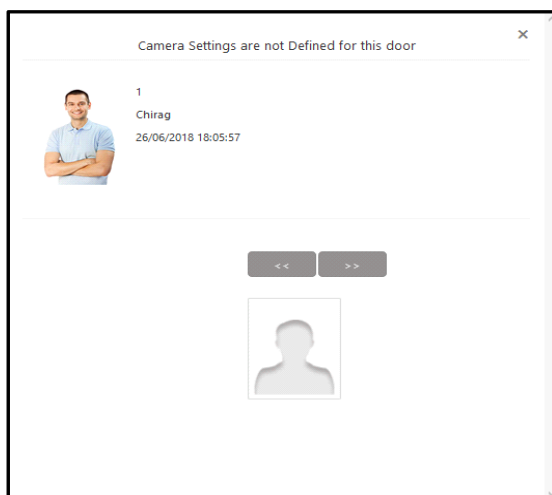 Camera Settings are not Defined for this door
×
1
Chirag
26/06/2018 18:05:57
<< >>